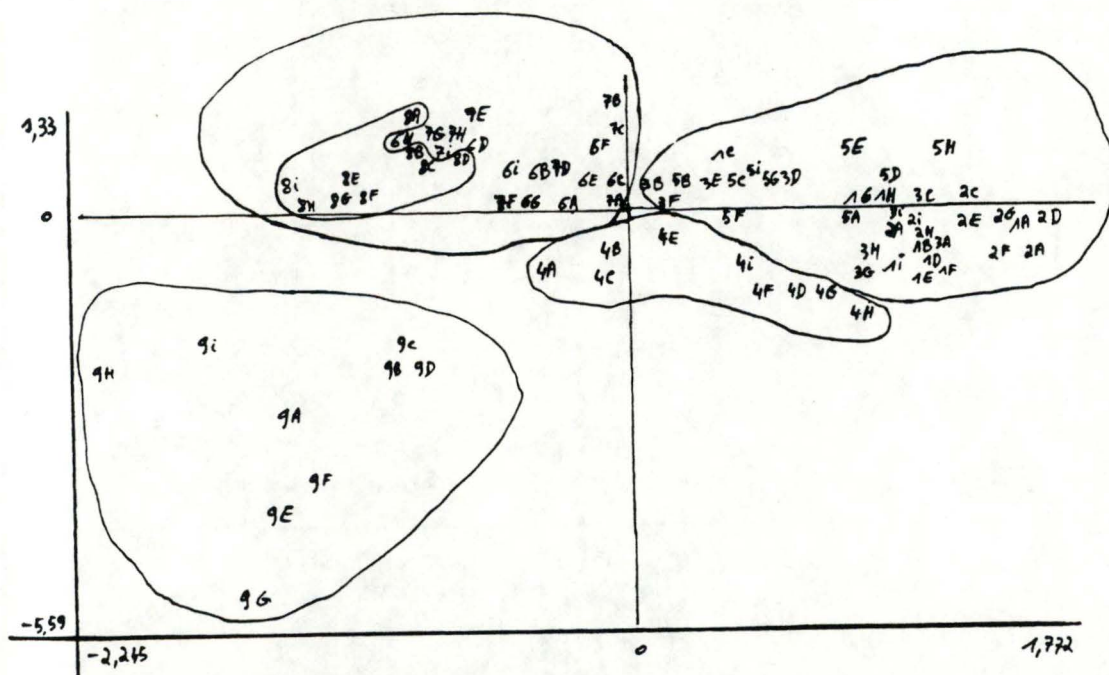 7B
9E
8A
1,33
7C
7G 7H
6H
6F
5E
5H
7i
8B
8D
8C
1C
6i
6B
7D
5i
5D
8E
8i
6E
6C
3B
5B
3E
5C
5G
3D
8G
8F
8H
7F
6G
6A
7A
3F
1G
1H
3C
2C
0
5F
5A
2i
2E
2G
1A
2D
4E
2H
4B
3H
1B
3A
2F
2A
4A
4C
4i
3G
1i
1D
1E
1F
4F
4D
4G
4H
9i
9C
9H
9B
9D
9A
9F
9E
9G
-5,59
-2,245
0
1,772